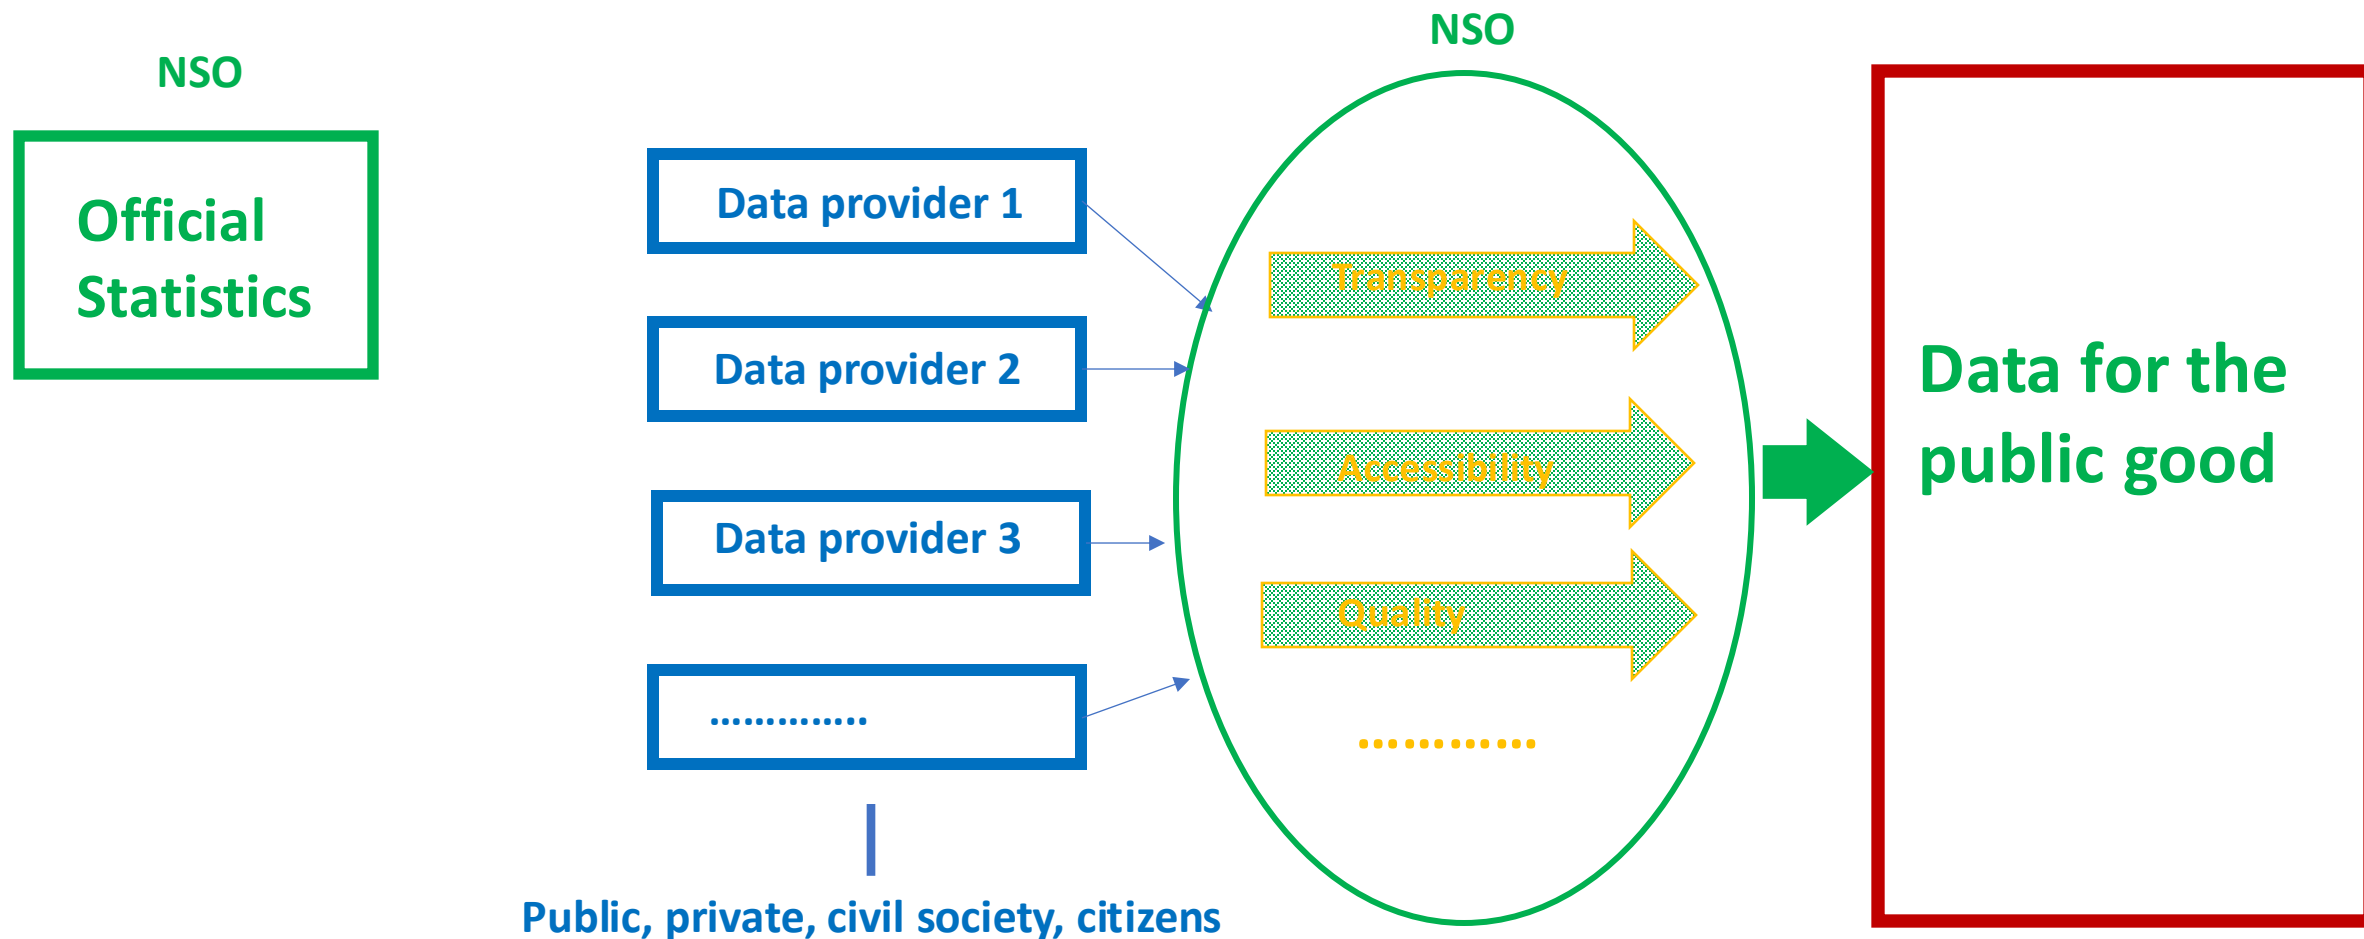 NSO
Official
Statistics
Data provider 1
Data provider 2
Data provider 3
…………..
Public, private, civil society, citizens
NSO
Transparency
Accessibility
Quality
…………
Data for the
public good